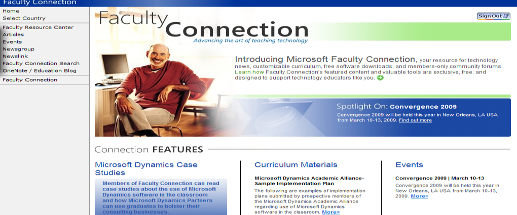 Faculty Connection
Home
Select Country
Faculty Resource Center
Articles
Events
Newsgroup
Newslink
Faculty Connection Search
OneNote / Education Blog
Faculty Connection
Faculty
Connection
Advancing the art of teaching technology
Sign Out
Introducing Microsoft Faculty Connection, your resource for technology
news, customizable curriculum, free software downloads, and members-only community forums
Learn how Faculty Connection's featured content and valuable tools are exclusive, free, and
designed to support technology educators like you.
Spotlight On: Convergence 2009
Convergence 2009 will be held this year in New Orleans, LA USA
from March 10-13, 2009. Find out more
Connection FEATURES
Microsoft Dynamics Case
Studies
Members of Faculty Connection can read
case studies about the use of Microsoft
Dynamics software in the classroom
and how Microsoft Dynamics Partners
can use graduates to bolster their
consulting businesses.
Curriculum Materials
Microsoft Dynamics Academic Alliance-
Sample Implementation Plan
The following are examples of implementation
plans submitted by prospective members of
the Microsoft Dynamics Academic Alliance
regarding use of Microsoft Dynamics
software in the classroom. More>
Events
Convergence 2009 | March 10-13
Convergence 2009 will be held this year in
New Orleans, LA USA from March 10-13,
2009. More>